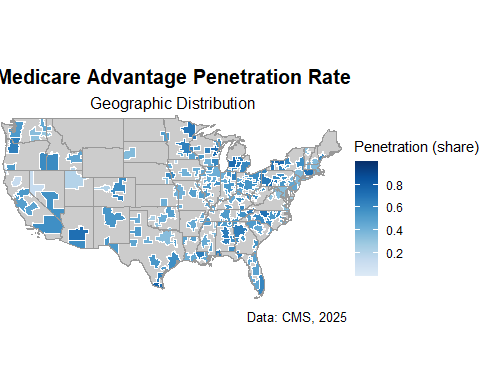 Medicare Advantage Penetration Rate
Geographic Distribution
Penetration (share)
0.8
0.6
0.4
0.2
Data: CMS, 2025